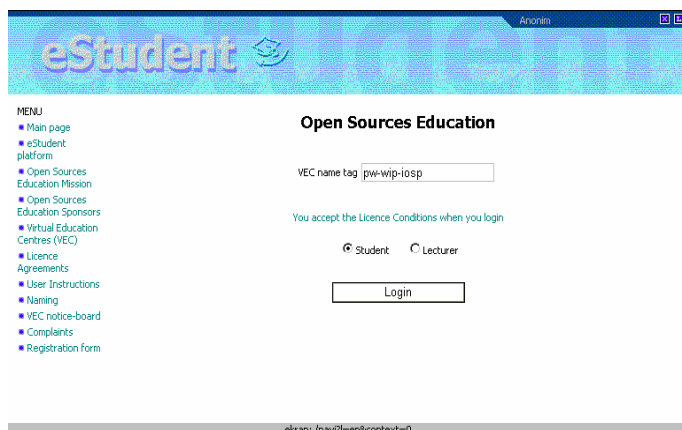 Anonim
eStudent
MENU
Main page
eStudent
platform
Open Sources
Education Mission
Open Sources
Education Sponsors
Virtual Education
Centres (VEC)
Licence
Agreements
User Instructions
Naming
VEC notice-board
Complaints
Registration form
Open Sources Education
VEC name tag pw-wip-iosp
You accept the Licence Conditions when you login
Student Lecturer
Login